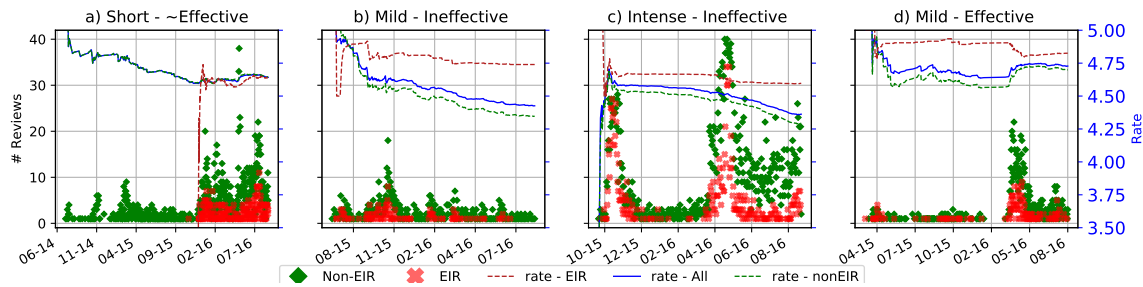 a) Short - ~Effective
b) Mild - Ineffective
c) Intense - Ineffective
d) Mild - Effective
# Reviews
40
30
20
10
0
5.00
4.75
4.50
4.25
4.00
3.75
3.50
Rate
06-14 11-14 04-15 09-15 02-16 07-16
08-15 11-15 02-16 04-16 07-16
10-15 12-15 02-16 04-16 06-16 08-16
04-15 07-15 10-15 02-16 05-16 08-16
Non-EIR EIR rate - EIR rate - All rate - nonEIR